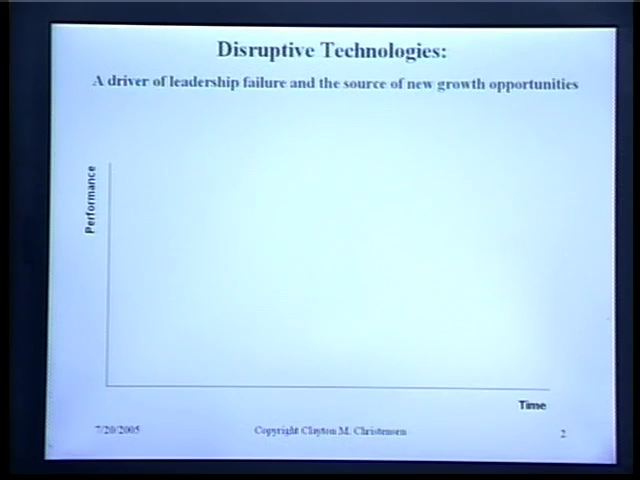 Disruptive Technologies:
A driver of leadership failure and the source of new growth opportunities
Performance
Time
7/20/2005
Copyright Clayton M. Christensen
2